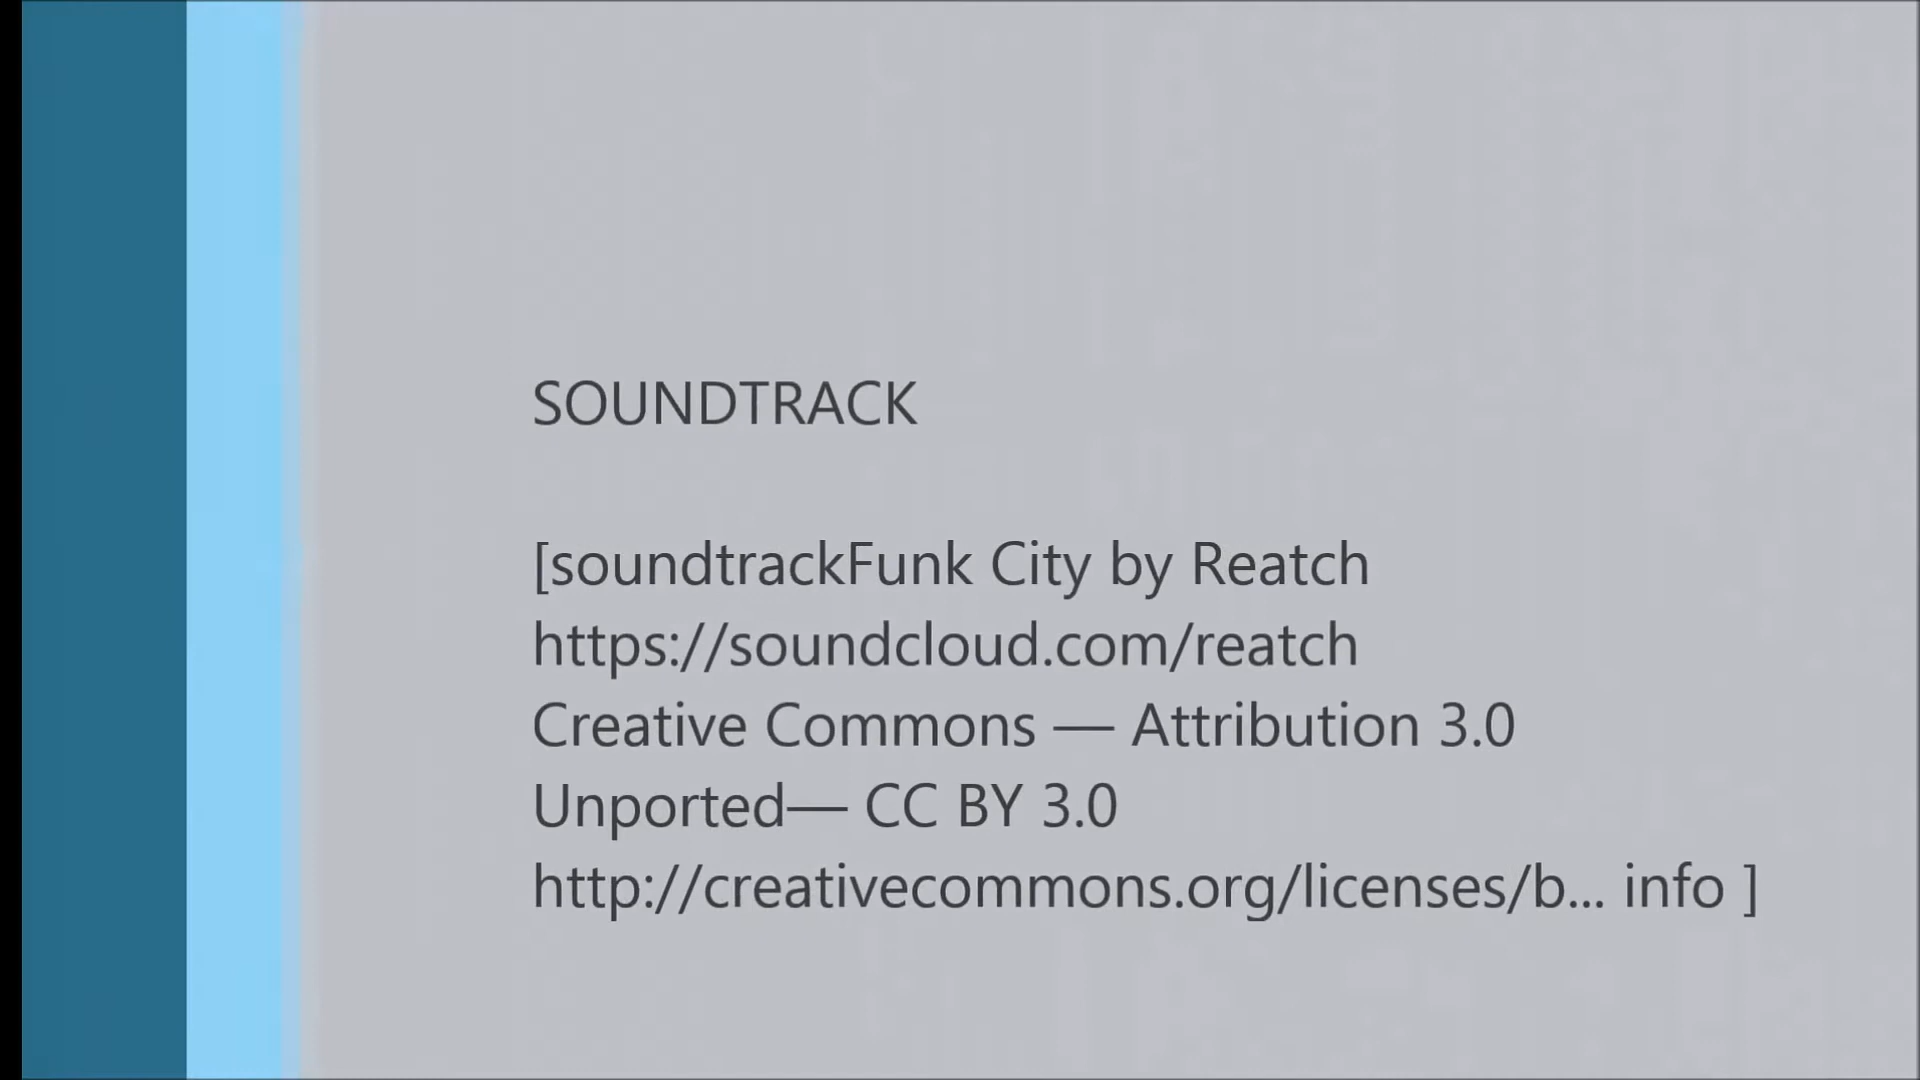 SOUNDTRACK
[soundtrackFunk City by Reatch
https://soundcloud.com/reatch
Creative Commons — Attribution 3.0
Unported— CC BY 3.0
http://creativecommons.org/licenses/b... info ]